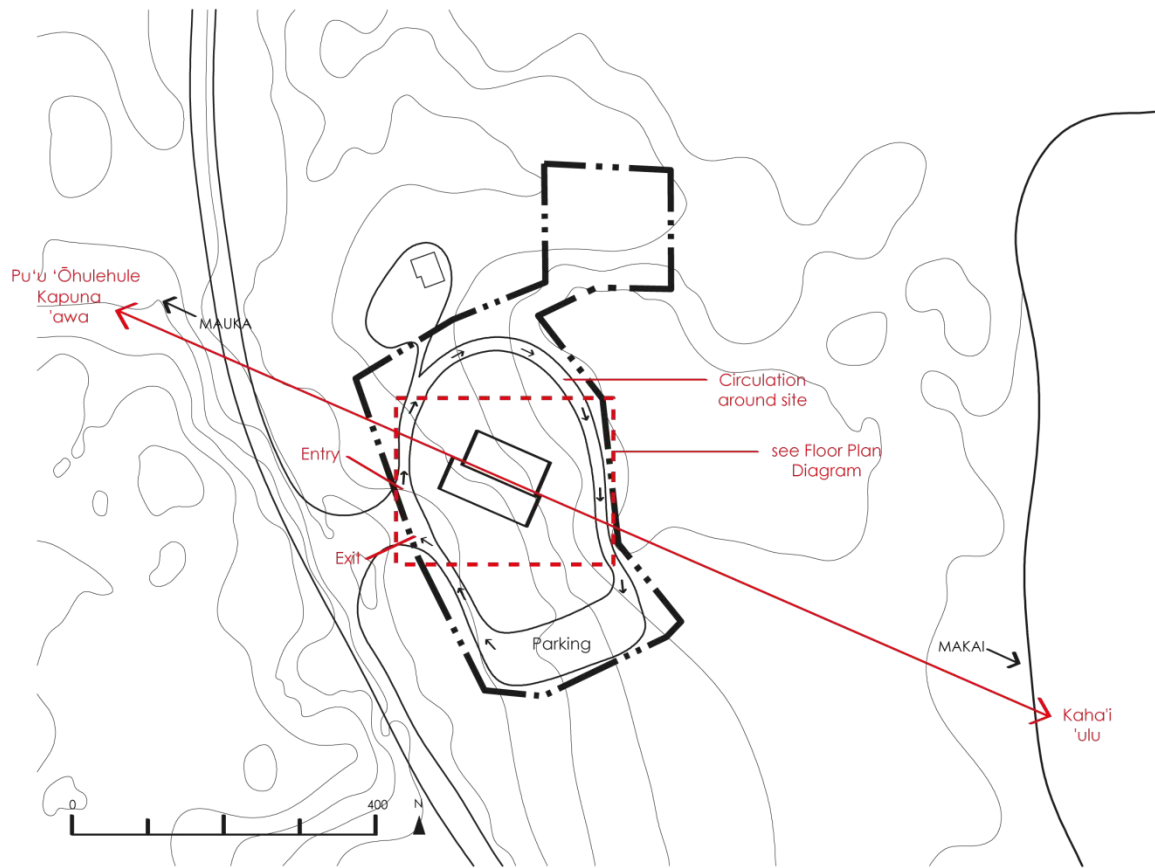 Pu‘u ‘Ōhulehule
Kapuna
'awa
MAUKA
Circulation
around site
Entry
see Floor Plan
Diagram
Exit
Parking
MAKAI
Kaha'i
'ulu
0
400
N